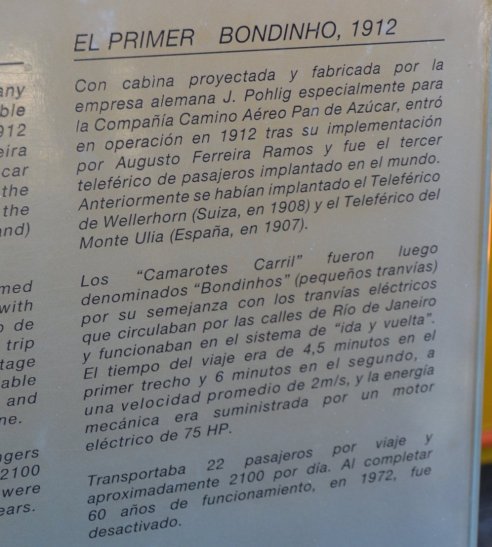 EL PRIMER BONDINHO, 1912
Con cabina proyectada y fabricada por la
empresa alemana J. Pohlig especialmente para
la Compañía Camino Aéreo Pan de Azúcar, entró
en operación en 1912 tras su implementación
por Augusto Ferreira Ramos y fue el tercer
teleférico de pasajeros implantado en el mundo.
Anteriormente se habían implantado el Teleférico
de Wellerhorn (Suiza, en 1908) y el Teleférico del
Monte Ulia (España, en 1907).
Los "Camarotes Carril" fueron luego
denominados "Bondinhos" (pequeños tranvías)
por su semejanza con los tranvías eléctricos
que circulaban por las calles de Río de Janeiro
y funcionaban en el sistema de "ida y vuelta".
El tiempo del viaje era de 4,5 minutos en el
primer trecho y 6 minutos en el segundo, a
una velocidad promedio de 2m/s, y la energía
mecánica era suministrada por un motor
eléctrico de 75 HP.
Transportaba 22 pasajeros por viaje y
aproximadamente 2100 por día. Al completar
60 años de funcionamiento, en 1972, fue
desactivado.
any
ble
912
eira
car
the
the
and)
med
with
o de
trip
tage
able
and
ne.
ngers
2100
were
ears.